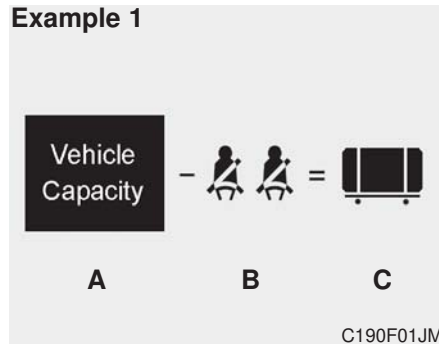 Example 1
Vehicle
Capacity
- =
A B C
C190F01JM